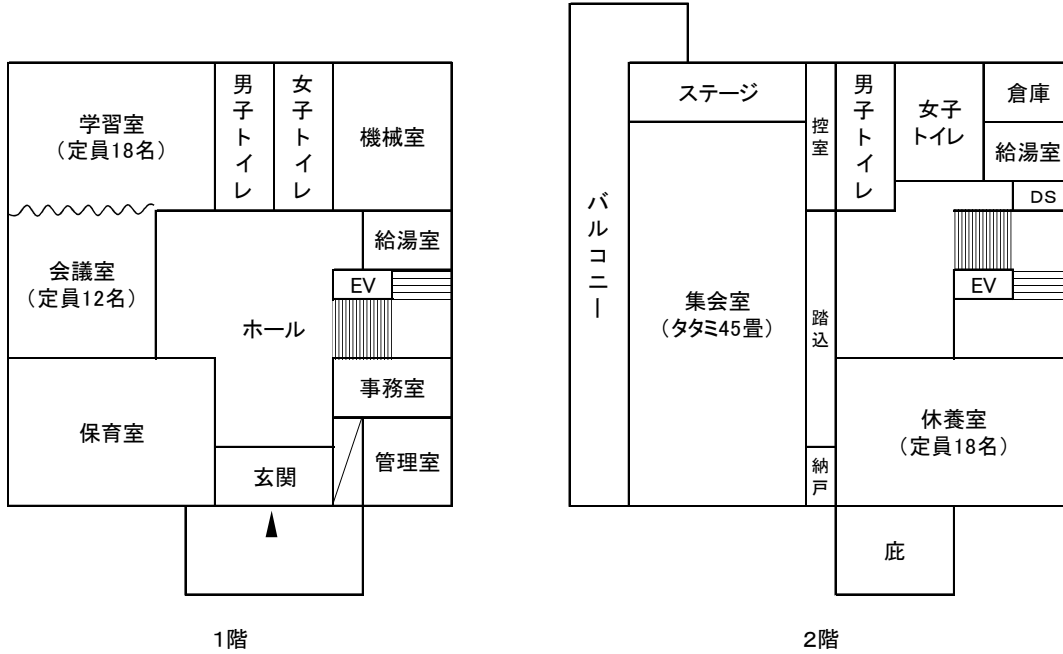 学習室
（定員18名）
男子トイレ
女子トイレ
機械室
会議室
（定員12名）
給湯室
EV
ホール
事務室
保育室
玄関
管理室
1階
バルコニー
ステージ
控室
男子トイレ
女子
トイレ
倉庫
給湯室
DS
集会室
（タタミ45畳）
踏込
EV
休養室
（定員18名）
納戸
庇
2階